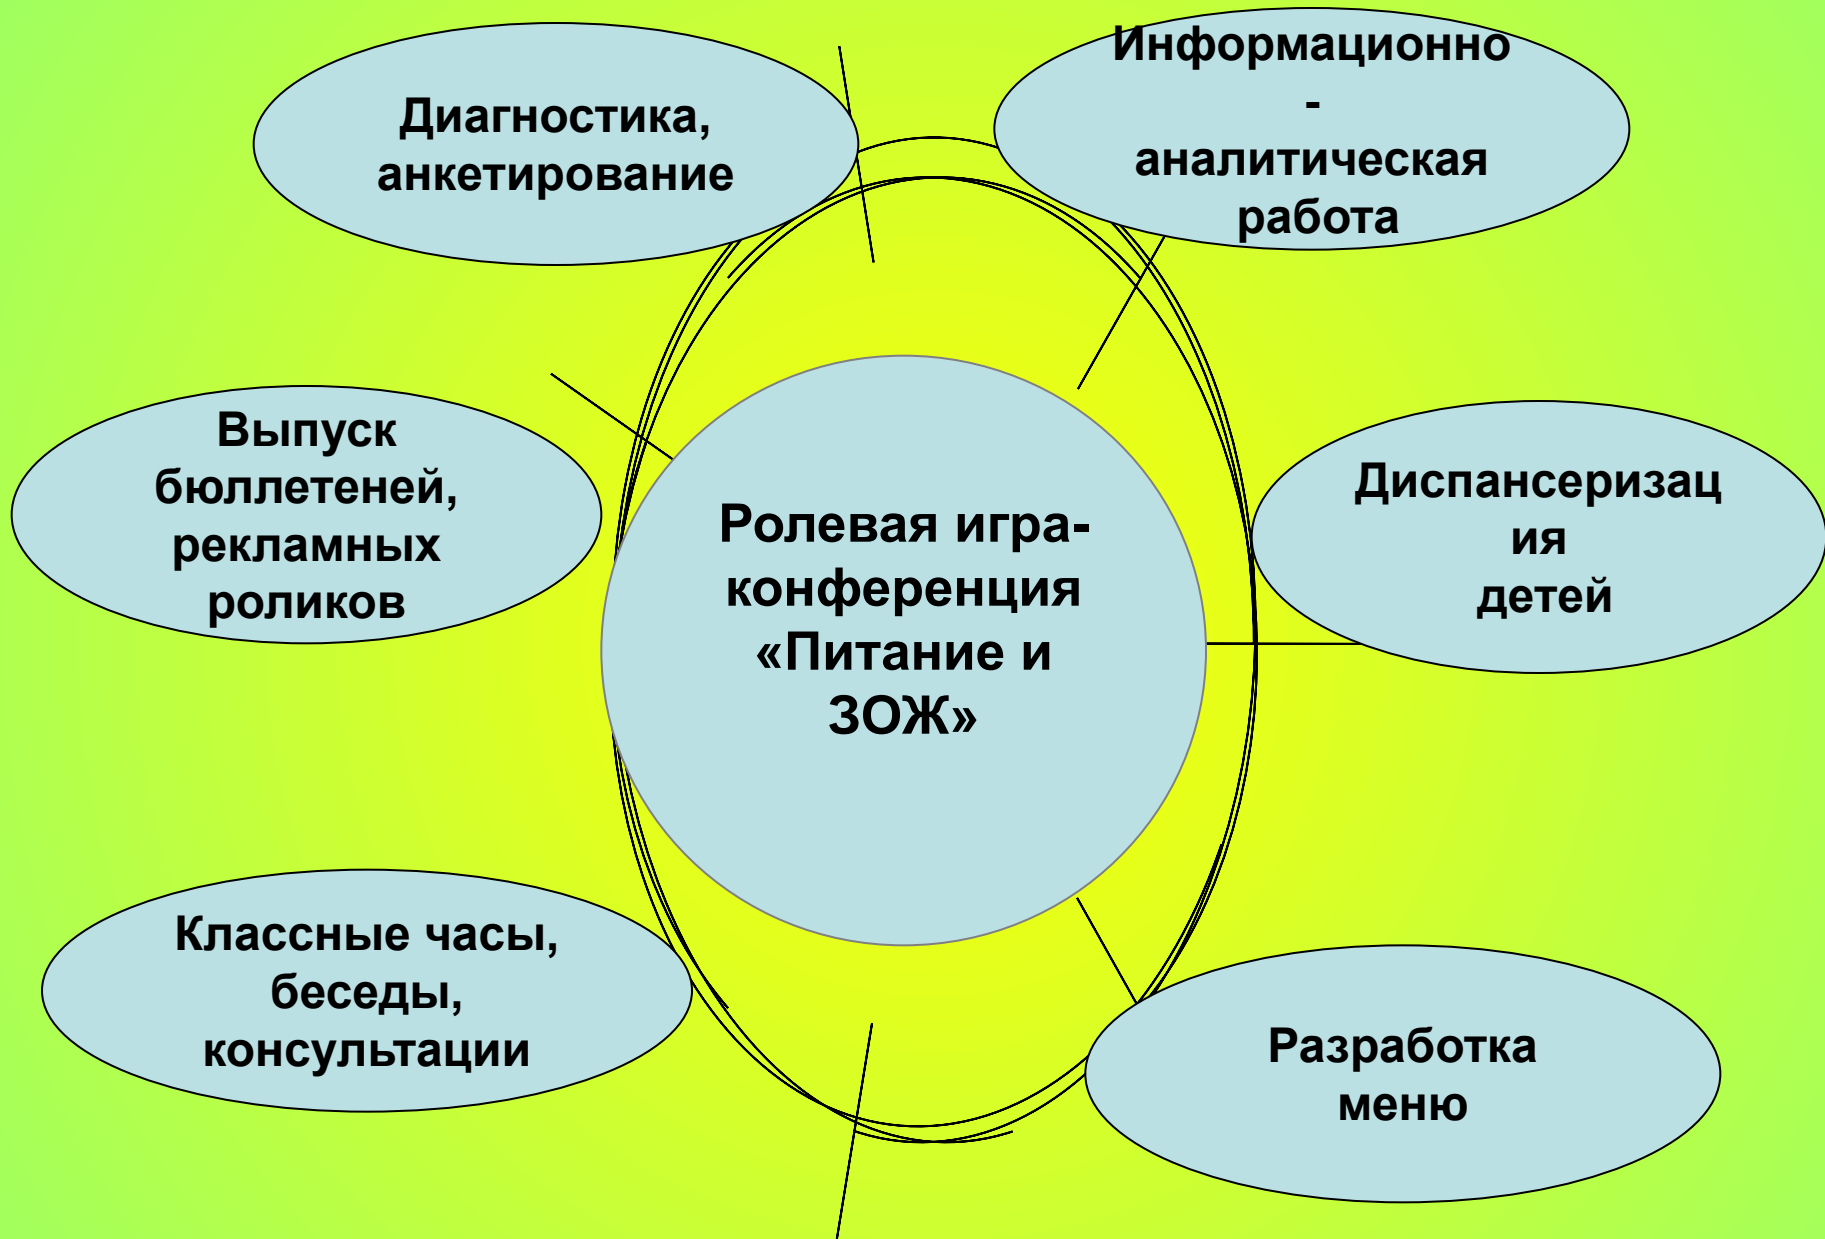 Диагностика,
анкетирование
Информационно
-
аналитическая
работа
Выпуск
бюллетеней,
рекламных
роликов
Ролевая игра-
конференция
«Питание и
ЗОЖ»
Диспансеризац
ия
детей
Классные часы,
беседы,
консультации
Разработка
меню